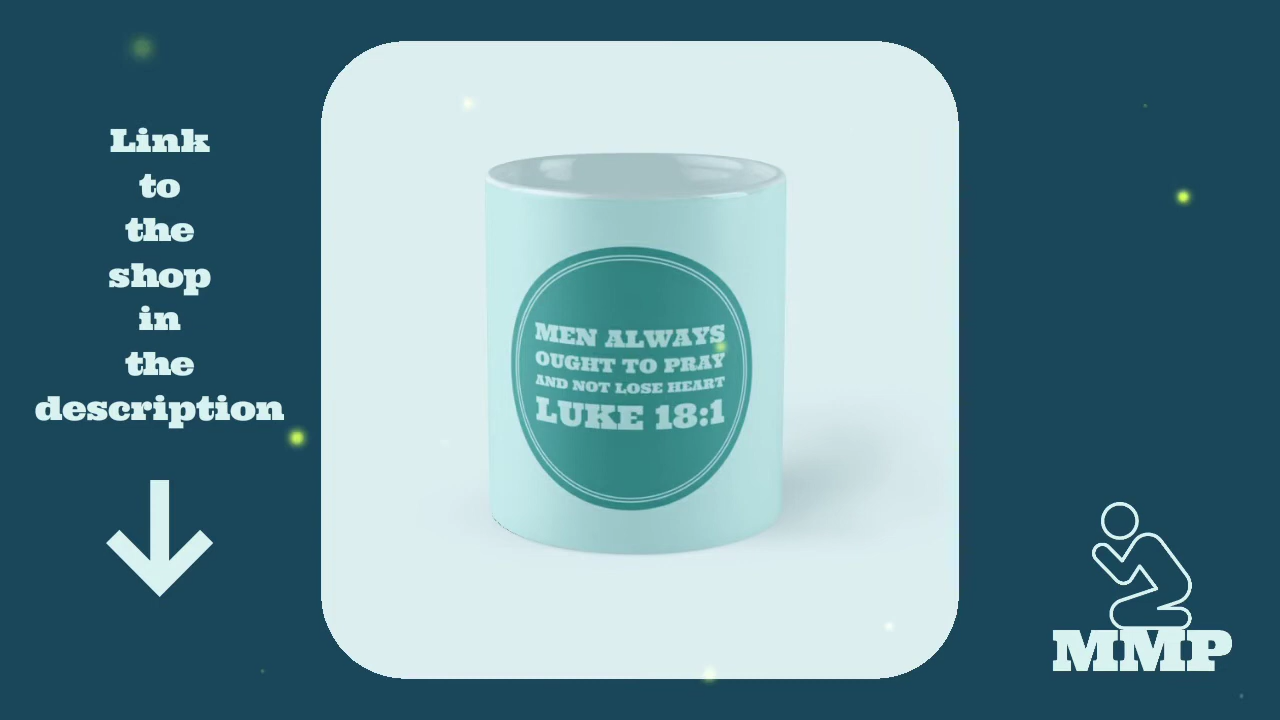 Link
to
the
shop
in
the
description
MEN ALWAYS
OUGHT TO PRAY
AND NOT LOSE HEART
LUKE 18:1
MMP